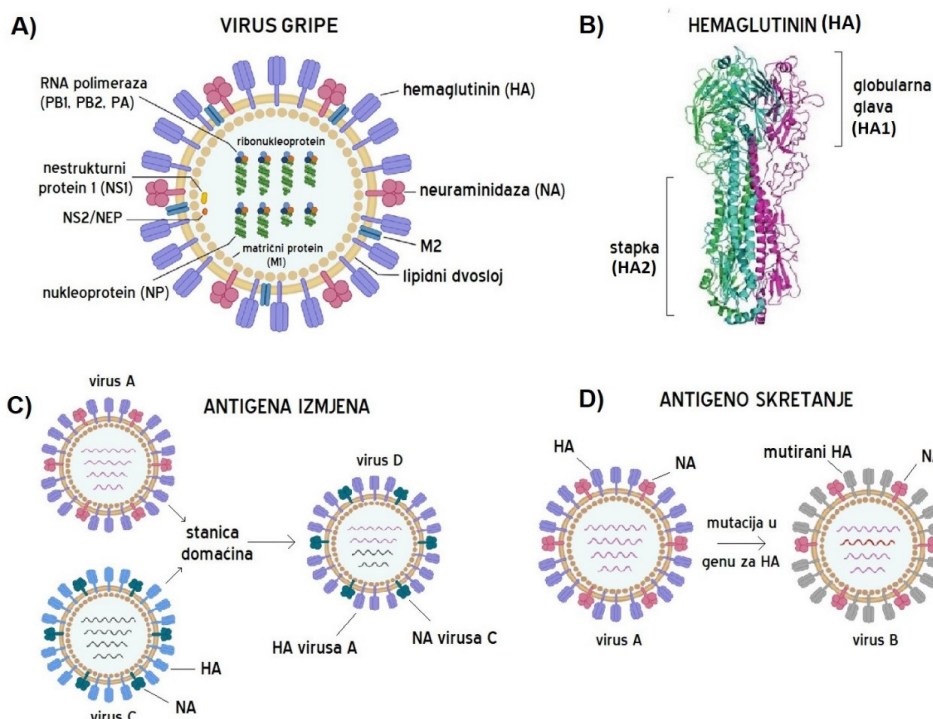 A)
VIRUS GRIPE
RNA polimeraza
(PB1, PB2, PA)
nestrukturni
protein 1 (NS1)
NS2/NEP
nukleoprotein (NP)
ribonukleoprotein
matrični protein
(M1)
hemaglutinin (HA)
neuraminidaza (NA)
M2
lipidni dvosloj
B)
HEMAGLUTININ (HA)
globularna
glava
(HA1)
stapka
(HA2)
C)
ANTIGENA IZMJENA
virus A
stanica
domaćina
virus D
HA virusa A
NA virusa C
HA
NA
virus C
D)
ANTIGENO SKRETANJE
HA
NA
mutacija u
genu za HA
mutirani HA
NA
virus A
virus B